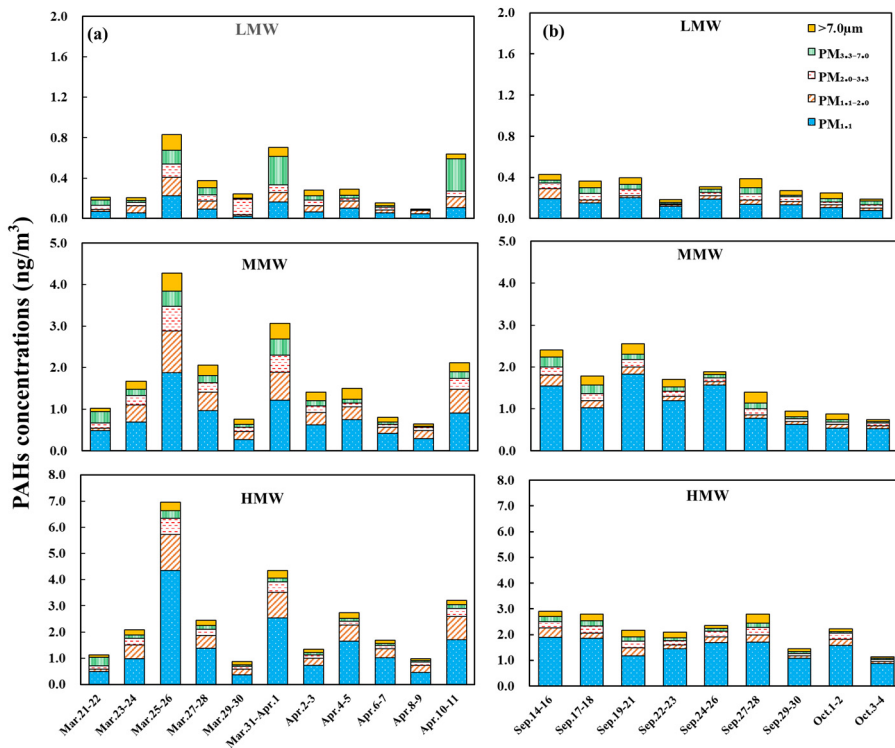 PAHs concentrations (ng/m³)
(a)
LMW
2.0
1.6
1.2
0.8
0.4
0.0
MMW
5.0
4.0
3.0
2.0
1.0
0.0
HMW
8.0
7.0
6.0
5.0
4.0
3.0
2.0
1.0
0.0
Mar.21-22
Mar.23-24
Mar.25-26
Mar.27-28
Mar.29-30
Mar.31-Apr.1
Apr.2-3
Apr.4-5
Apr.6-7
Apr.8-9
Apr.10-11
(b)
LMW
2.0
1.6
1.2
0.8
0.4
0.0
>7.0μm
PM3.3-7.0
PM2.0-3.3
PM1.1-2.0
PM1.1
MMW
5.0
4.0
3.0
2.0
1.0
0.0
HMW
8.0
7.0
6.0
5.0
4.0
3.0
2.0
1.0
0.0
Sep.14-16
Sep.17-18
Sep.19-21
Sep.22-23
Sep.24-26
Sep.27-28
Sep.29-30
Oct.1-2
Oct.3-4